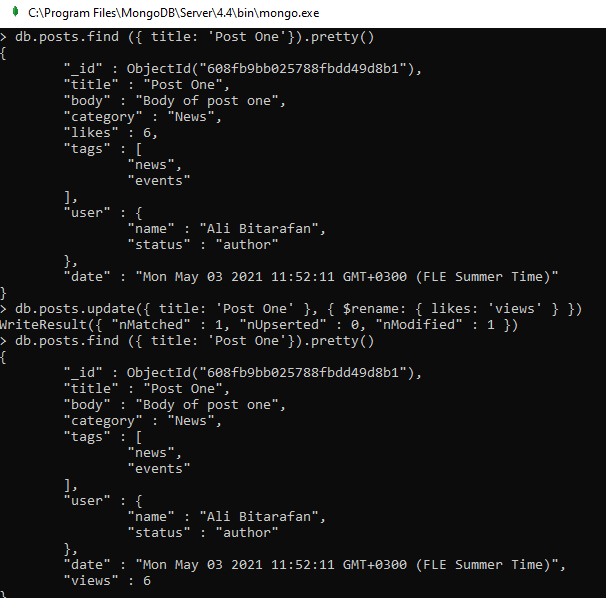 C:\Program Files\MongoDB\Server\4.4\bin\mongo.exe
> db.posts.find ({ title: 'Post One'}).pretty()
{
        "_id" : ObjectId("608fb9bb025788fbdd49d8b1"),
        "title" : "Post One",
        "body" : "Body of post one",
        "category" : "News",
        "likes" : 6,
        "tags" : [
                "news",
                "events"
        ],
        "user" : {
                "name" : "Ali Bitarafan",
                "status" : "author"
        },
        "date" : "Mon May 03 2021 11:52:11 GMT+0300 (FLE Summer Time)"
}
> db.posts.update({ title: 'Post One' }, { $rename: { likes: 'views' } })
WriteResult({ "nMatched" : 1, "nUpserted" : 0, "nModified" : 1 })
> db.posts.find ({ title: 'Post One'}).pretty()
{
        "_id" : ObjectId("608fb9bb025788fbdd49d8b1"),
        "title" : "Post One",
        "body" : "Body of post one",
        "category" : "News",
        "tags" : [
                "news",
                "events"
        ],
        "user" : {
                "name" : "Ali Bitarafan",
                "status" : "author"
        },
        "date" : "Mon May 03 2021 11:52:11 GMT+0300 (FLE Summer Time)",
        "views" : 6
}